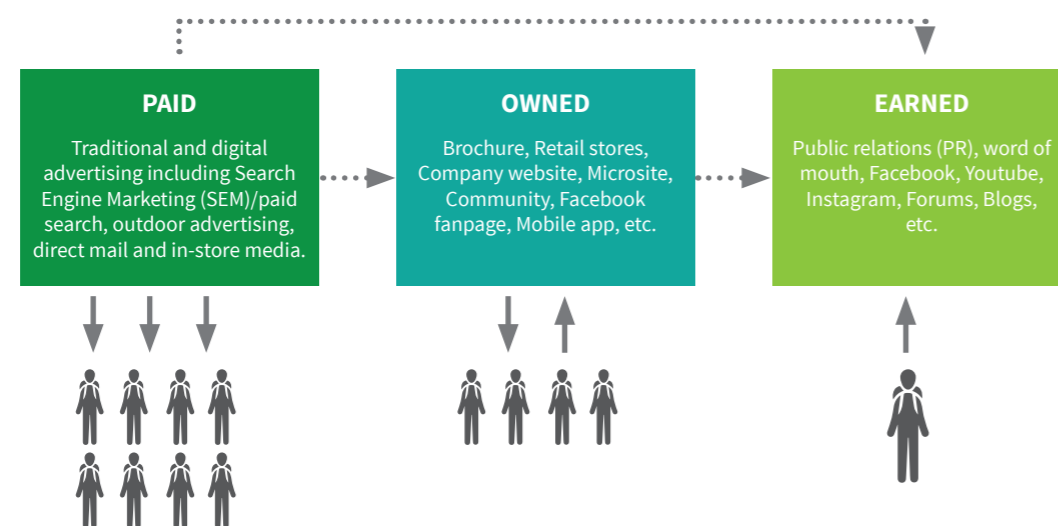 PAID
Traditional and digital
advertising including Search
Engine Marketing (SEM)/paid
search, outdoor advertising,
direct mail and in-store media.
OWNED
Brochure, Retail stores,
Company website, Microsite,
Community, Facebook
fanpage, Mobile app, etc.
EARNED
Public relations (PR), word of
mouth, Facebook, Youtube,
Instagram, Forums, Blogs,
etc.